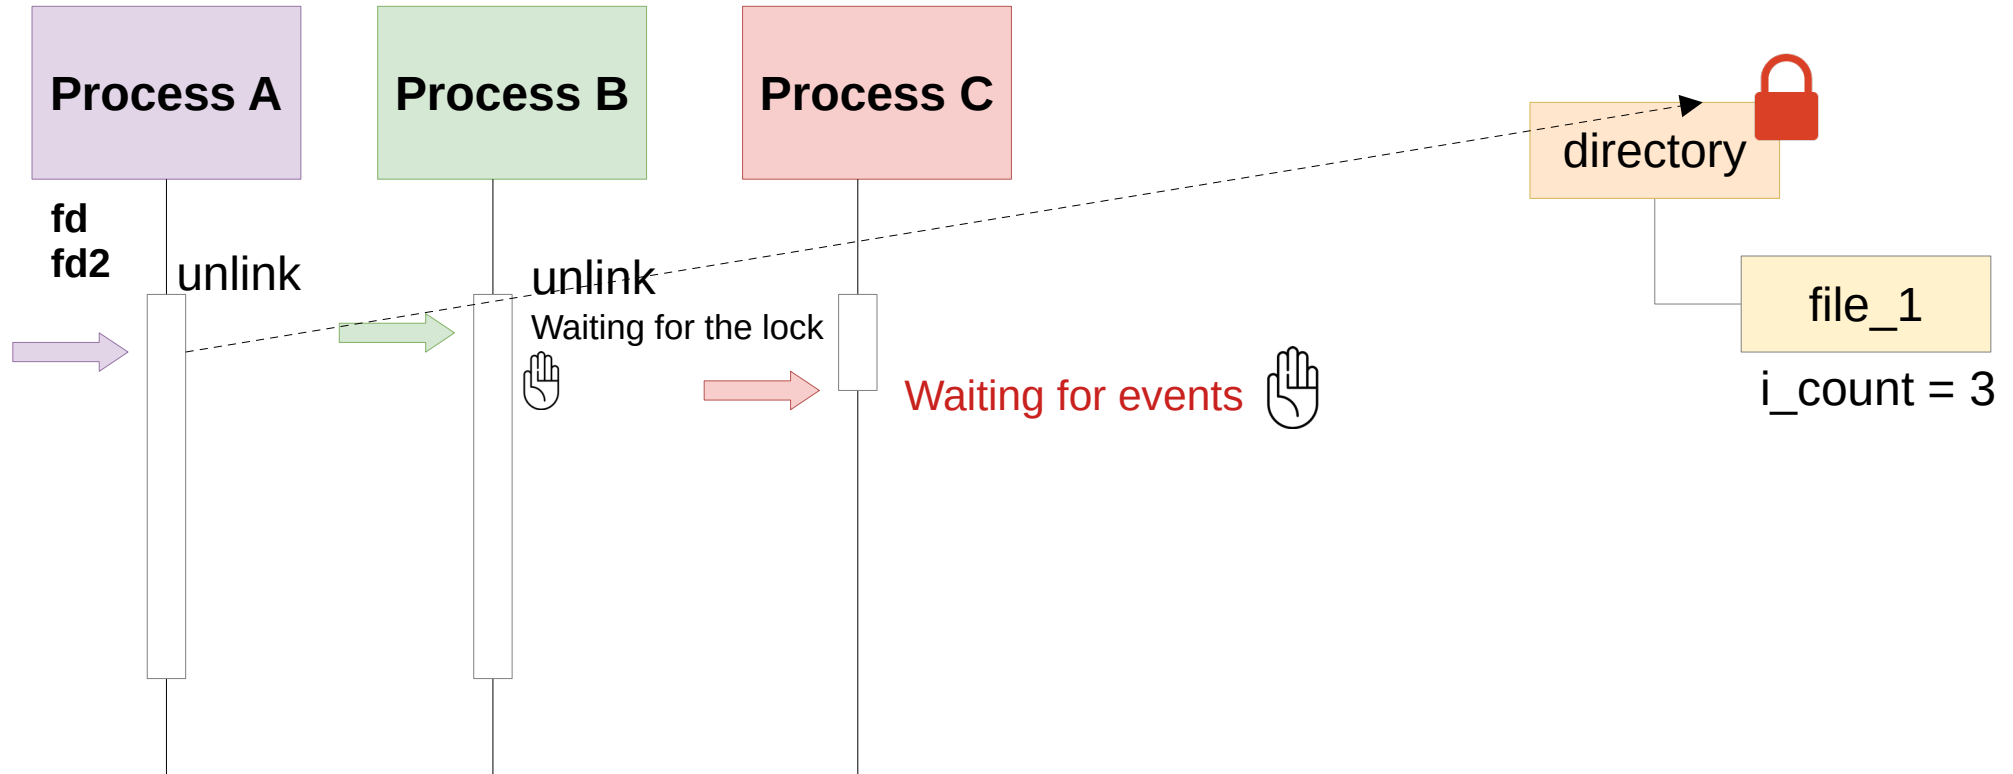 Process A
Process B
Process C
directory
fd
fd2
unlink
unlink
Waiting for the lock
file_1
Waiting for events
i_count = 3